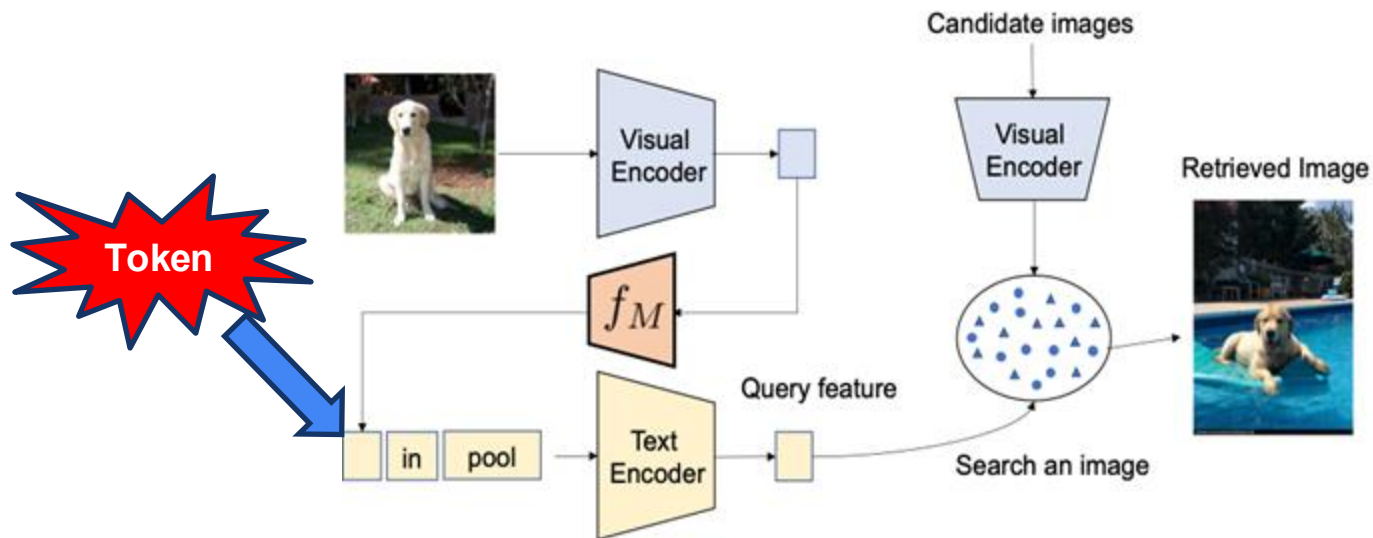 Candidate images
Visual
Encoder
Visual
Encoder
Retrieved Image
Token
f_M
Query feature
in
pool
Text
Encoder
Search an image